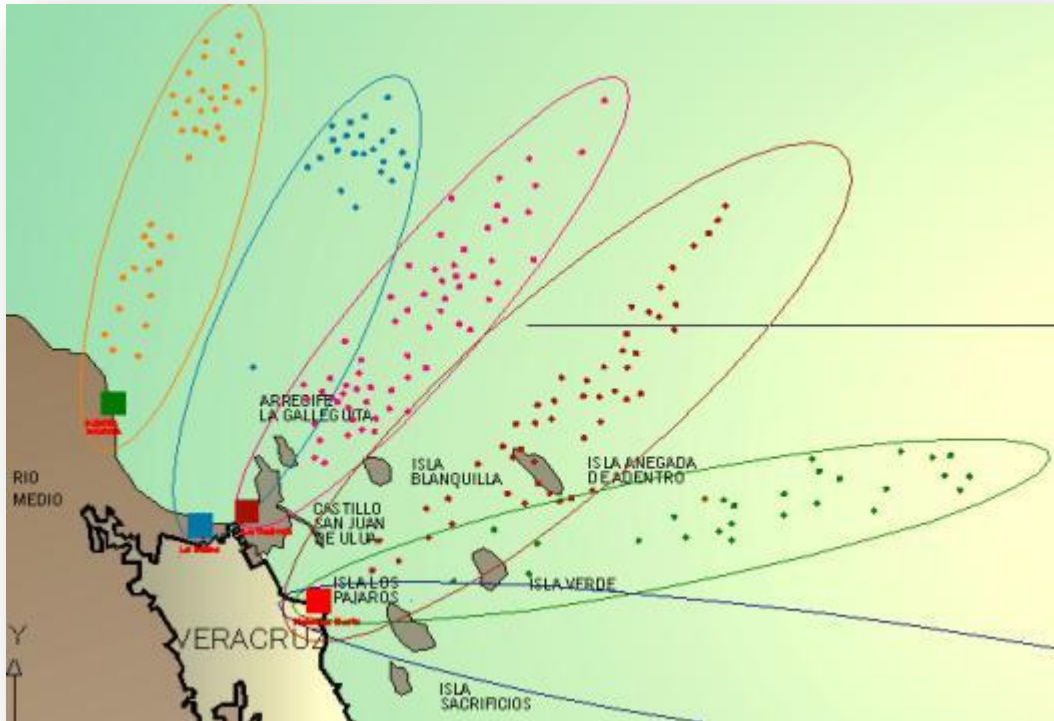 ARRECIFE
LA GALLEGUITA
RIO
MEDIO
ISLA
BLANQUILLA
ISLA ANEGADA
DE ADENTRO
CASTILLO
SAN JUAN
DE ULUA
ISLA LOS
PAJAROS
ISLA VERDE
VERACRUZ
Y
ISLA
SACRIFICIOS